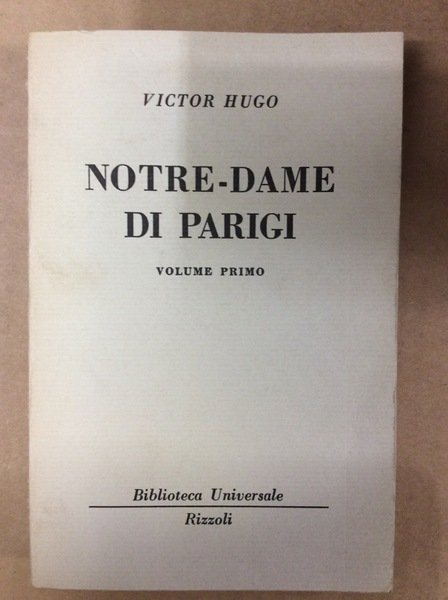 VICTOR HUGO
NOTRE-DAME
DI PARIGI
VOLUME PRIMO
Biblioteca Universale
Rizzoli